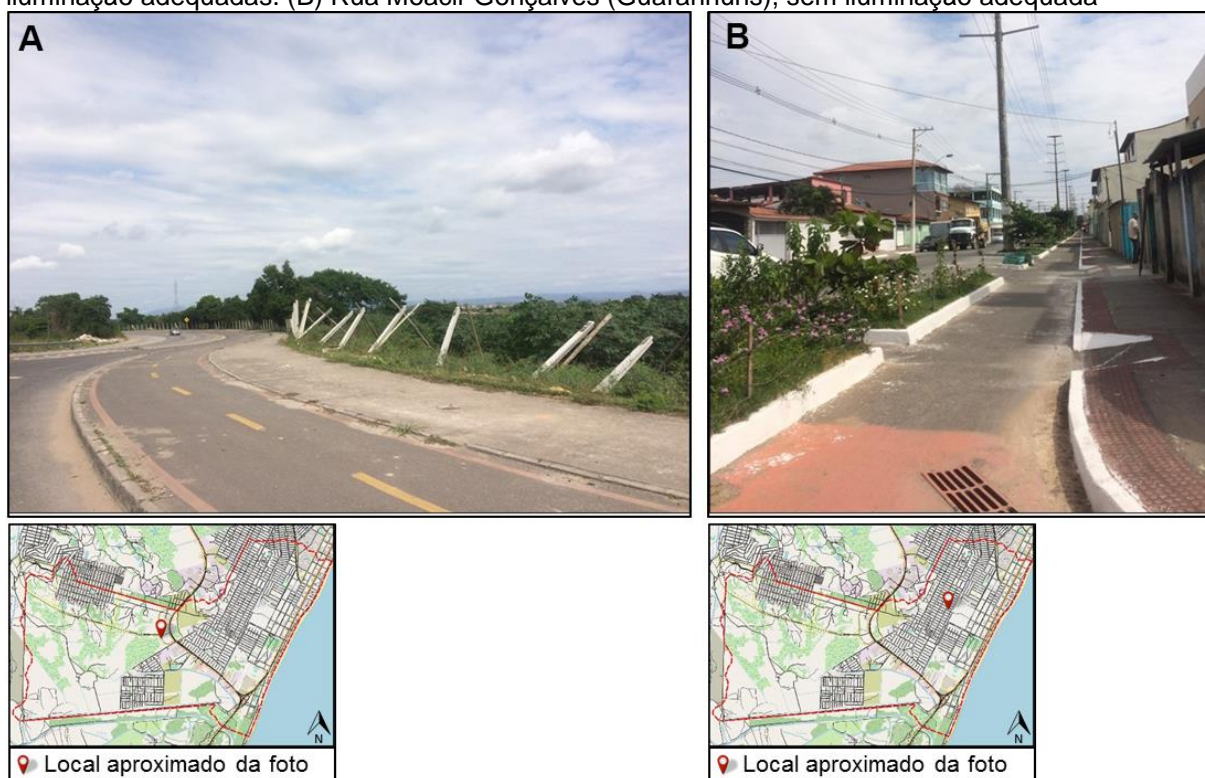 iluminação adequadas. (B) Rua Moacir Gonçalves (Guaranhuns), sem iluminação adequada
A
B
N
N
Local aproximado da foto
Local aproximado da foto